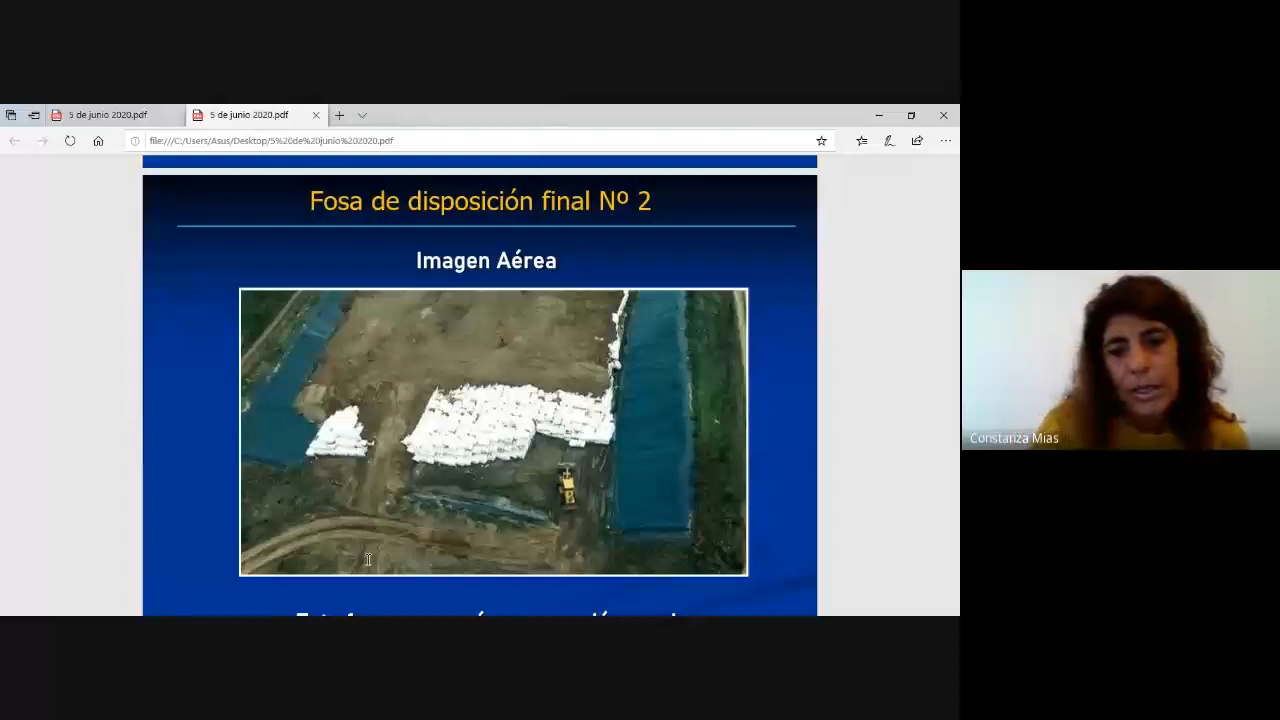 5 de junio 2020.pdf
5 de junio 2020.pdf
file:///C:/Users/Asus/Desktop/5%20de%20junio%202020.pdf
Fosa de disposición final Nº 2
Imagen Aérea
Constanza Mias